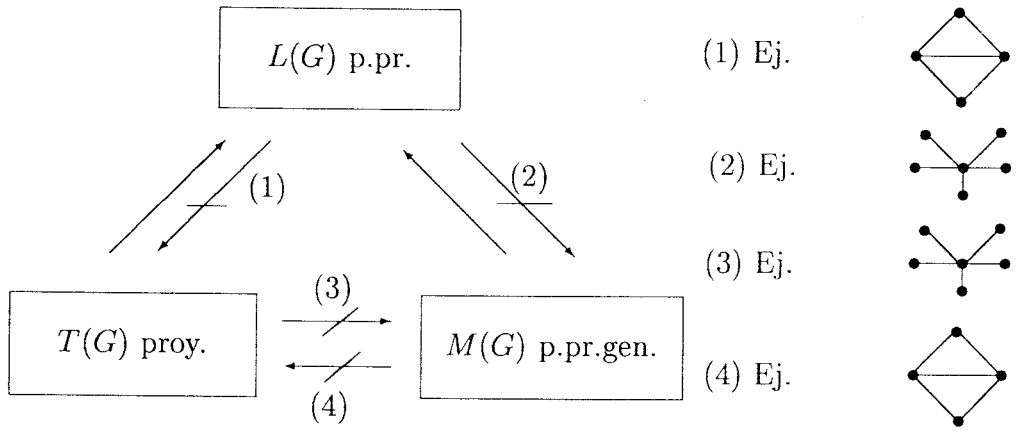 L(G) p.pr.
(1) Ej.
(1)
(2)
(2) Ej.
(3) Ej.
(3)
T(G) proy.
M(G) p.pr.gen.
(4)
(4) Ej.